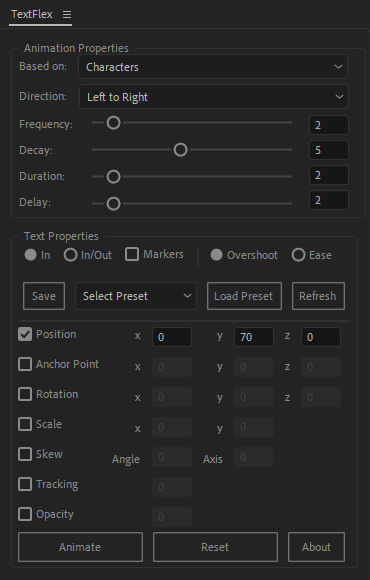 TextFlex
Animation Properties
Based on: Characters
Direction: Left to Right
Frequency: 2
Decay: 5
Duration: 2
Delay: 2
Text Properties
In In/Out Markers Overshoot Ease
Save Select Preset Load Preset Refresh
Position x 0 y 70 z 0
Anchor Point x 0 y 0 z 0
Rotation x 0 y 0 z 0
Scale x 0 y 0
Skew Angle 0 Axis 0
Tracking 0
Opacity 0
Animate Reset About